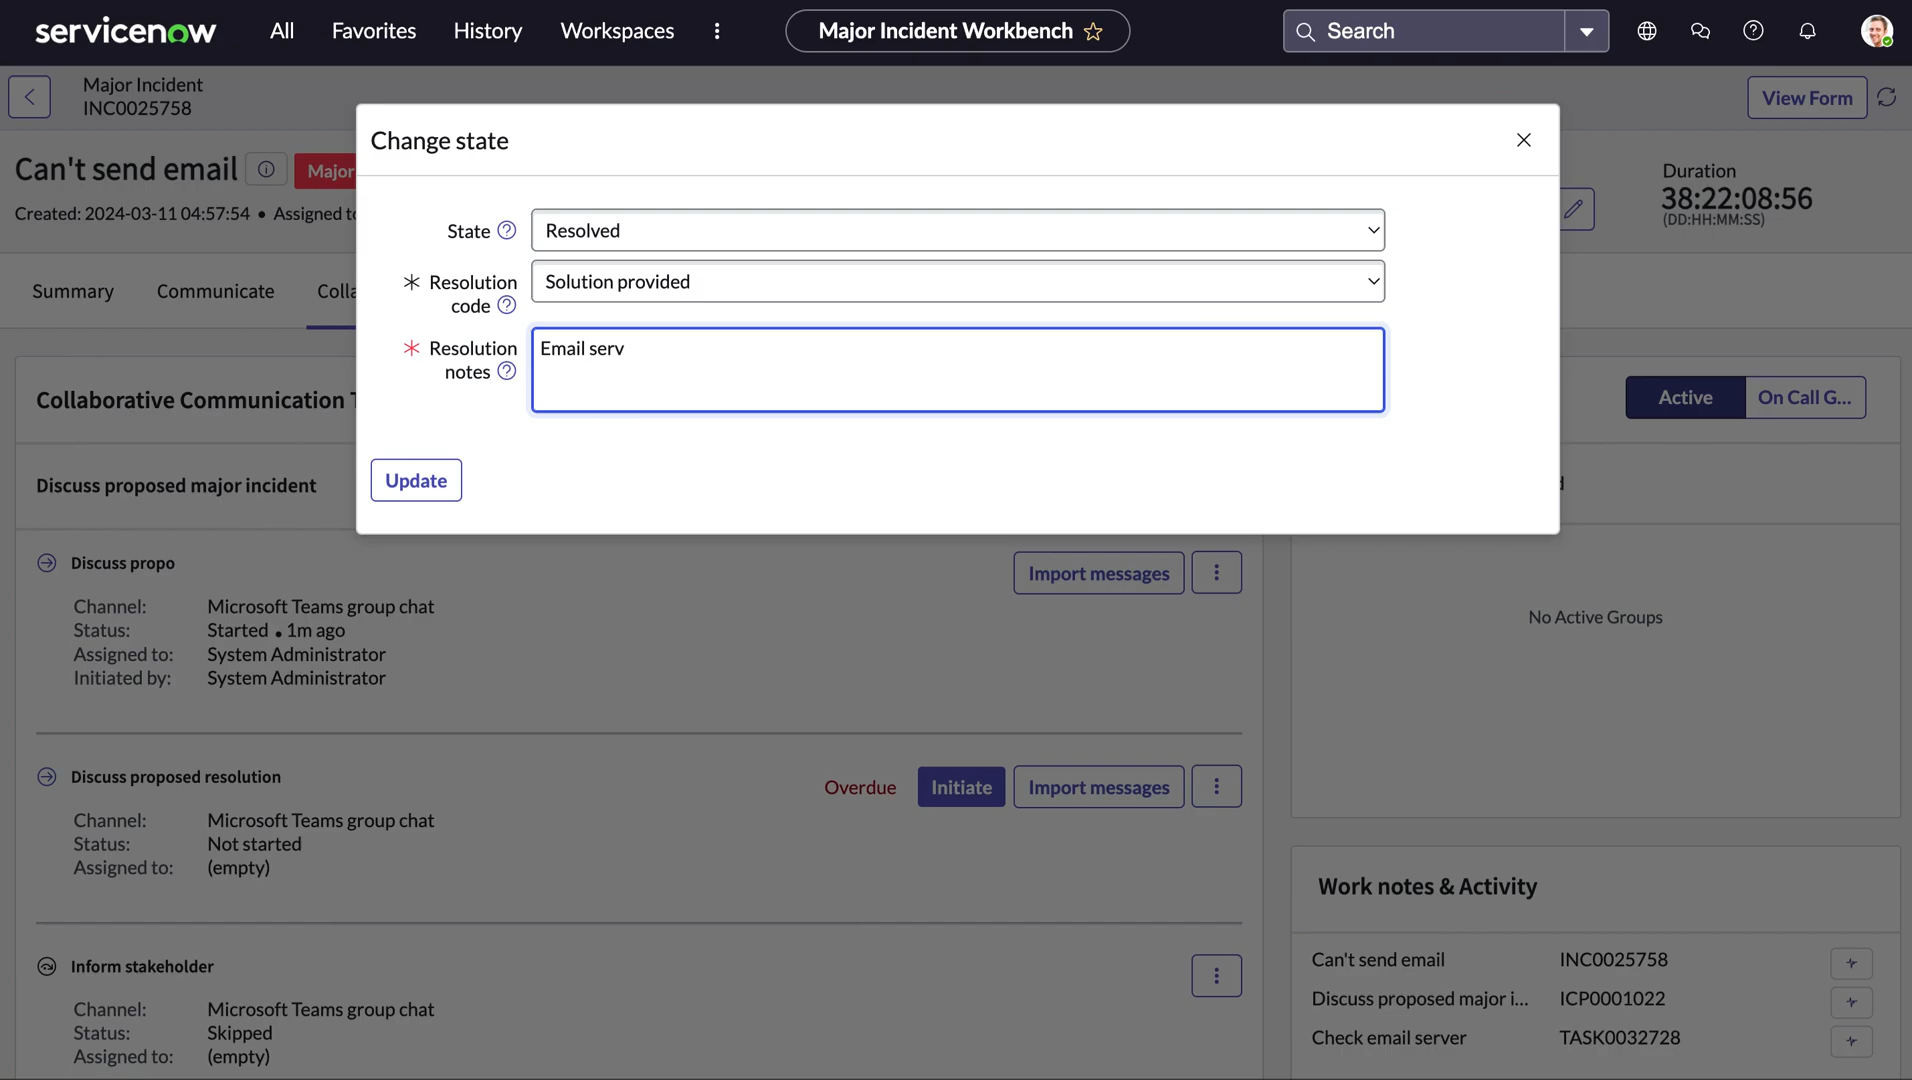 servicenow
All
Favorites
History
Workspaces
Major Incident Workbench
Search
Major Incident
INC0025758
View Form
Can't send email
Major
Created: 2024-03-11 04:57:54 • Assigned to
Duration
38:22:08:56
(DD:HH:MM:SS)
Summary
Communicate
Colla
Change state
State
Resolved
* Resolution code
Solution provided
* Resolution notes
Email serv
Update
Collaborative Communication T
Discuss proposed major incident
Discuss propo
Import messages
Channel: Microsoft Teams group chat
Status: Started • 1m ago
Assigned to: System Administrator
Initiated by: System Administrator
Discuss proposed resolution
Overdue
Initiate
Import messages
Channel: Microsoft Teams group chat
Status: Not started
Assigned to: (empty)
Inform stakeholder
Channel: Microsoft Teams group chat
Status: Skipped
Assigned to: (empty)
Active
On Call G...
No Active Groups
Work notes & Activity
Can't send email INC0025758
Discuss proposed major i... ICP0001022
Check email server TASK0032728